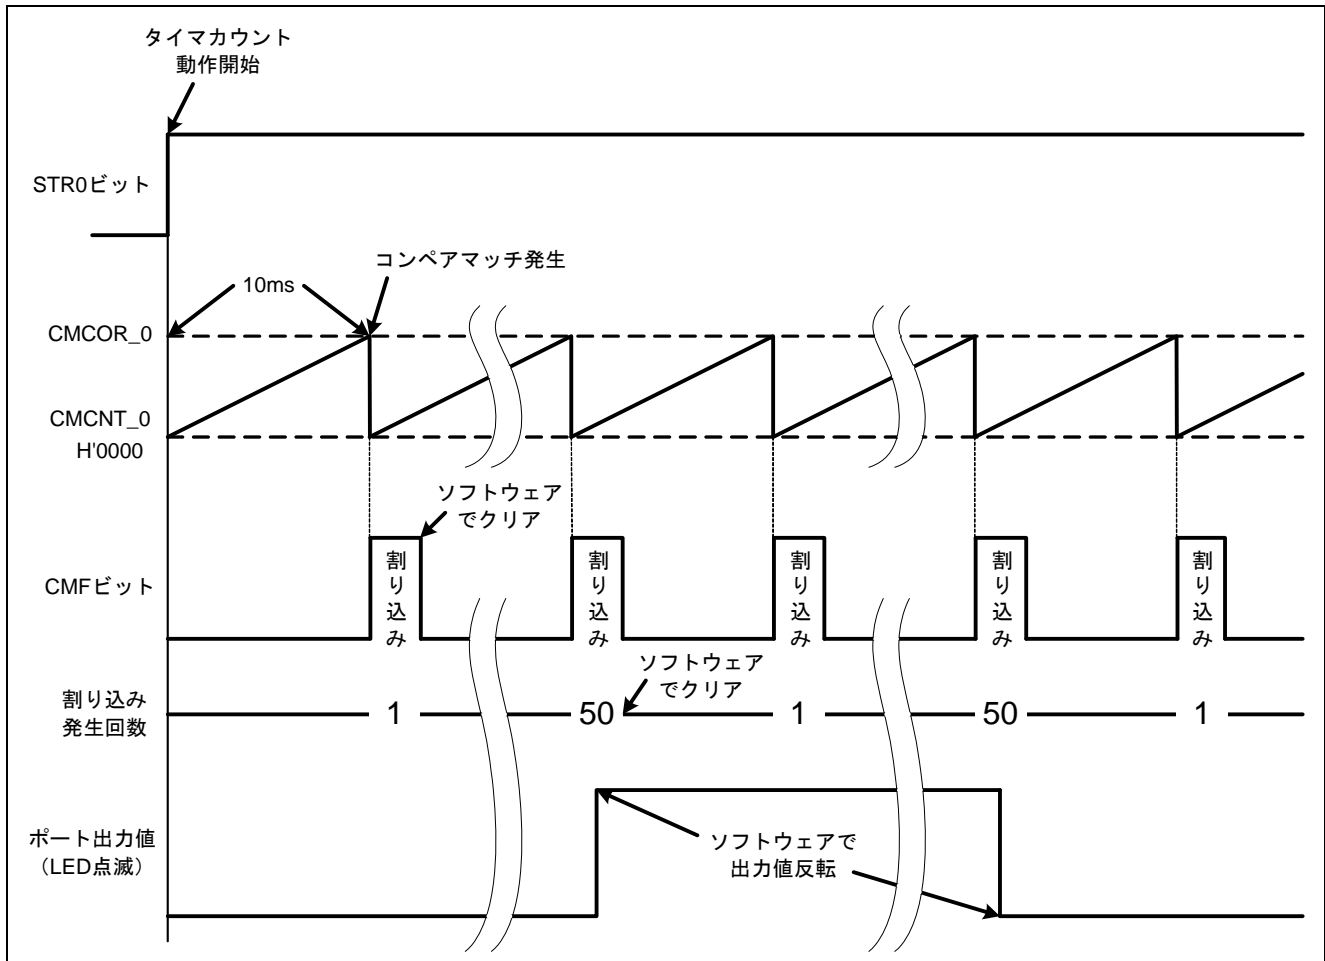 タイマカウント
動作開始
STR0ビット
コンペアマッチ発生
10ms
CMCOR_0
CMCNT_0
H'0000
ソフトウェア
でクリア
CMFビット
割り込み
割り込み
割り込み
割り込み
割り込み
ソフトウェア
でクリア
割り込み
発生回数
1
50
1
50
1
ポート出力値
（LED点滅）
ソフトウェアで
出力値反転